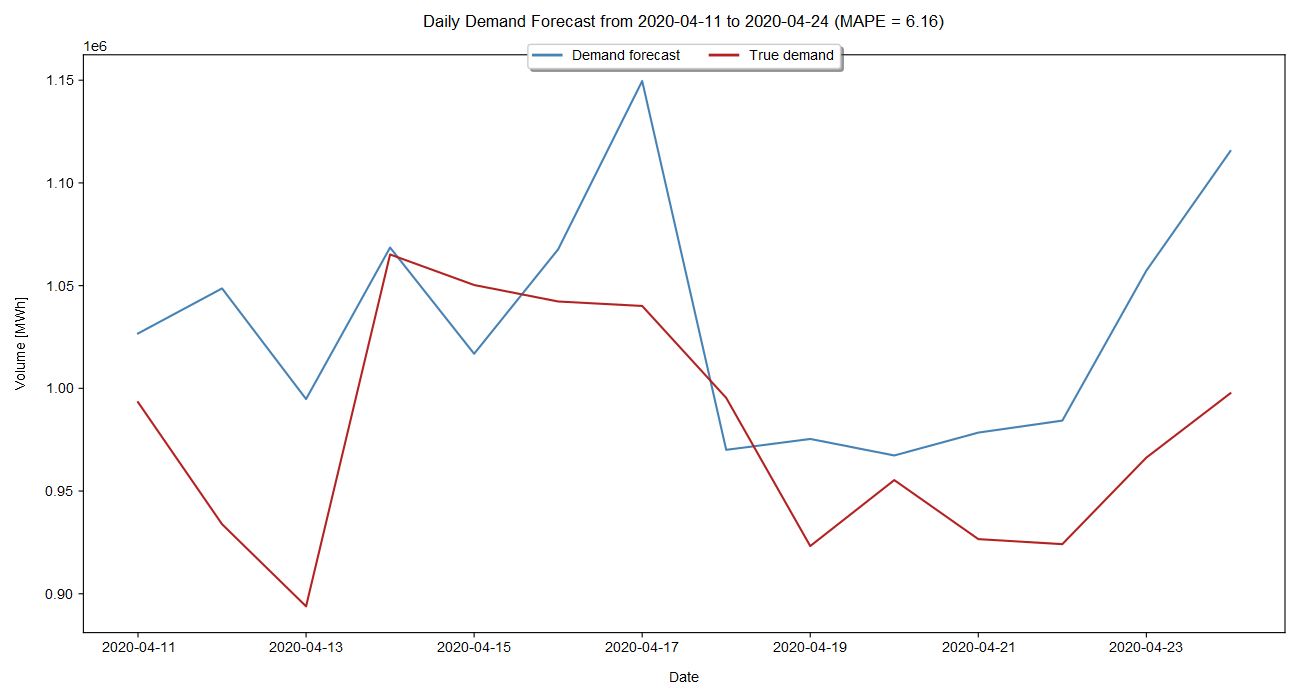 Daily Demand Forecast from 2020-04-11 to 2020-04-24 (MAPE = 6.16)
1e6
Demand forecast
True demand
1.15
1.10
1.05
1.00
0.95
0.90
Volume [MWh]
2020-04-11
2020-04-13
2020-04-15
2020-04-17
2020-04-19
2020-04-21
2020-04-23
Date